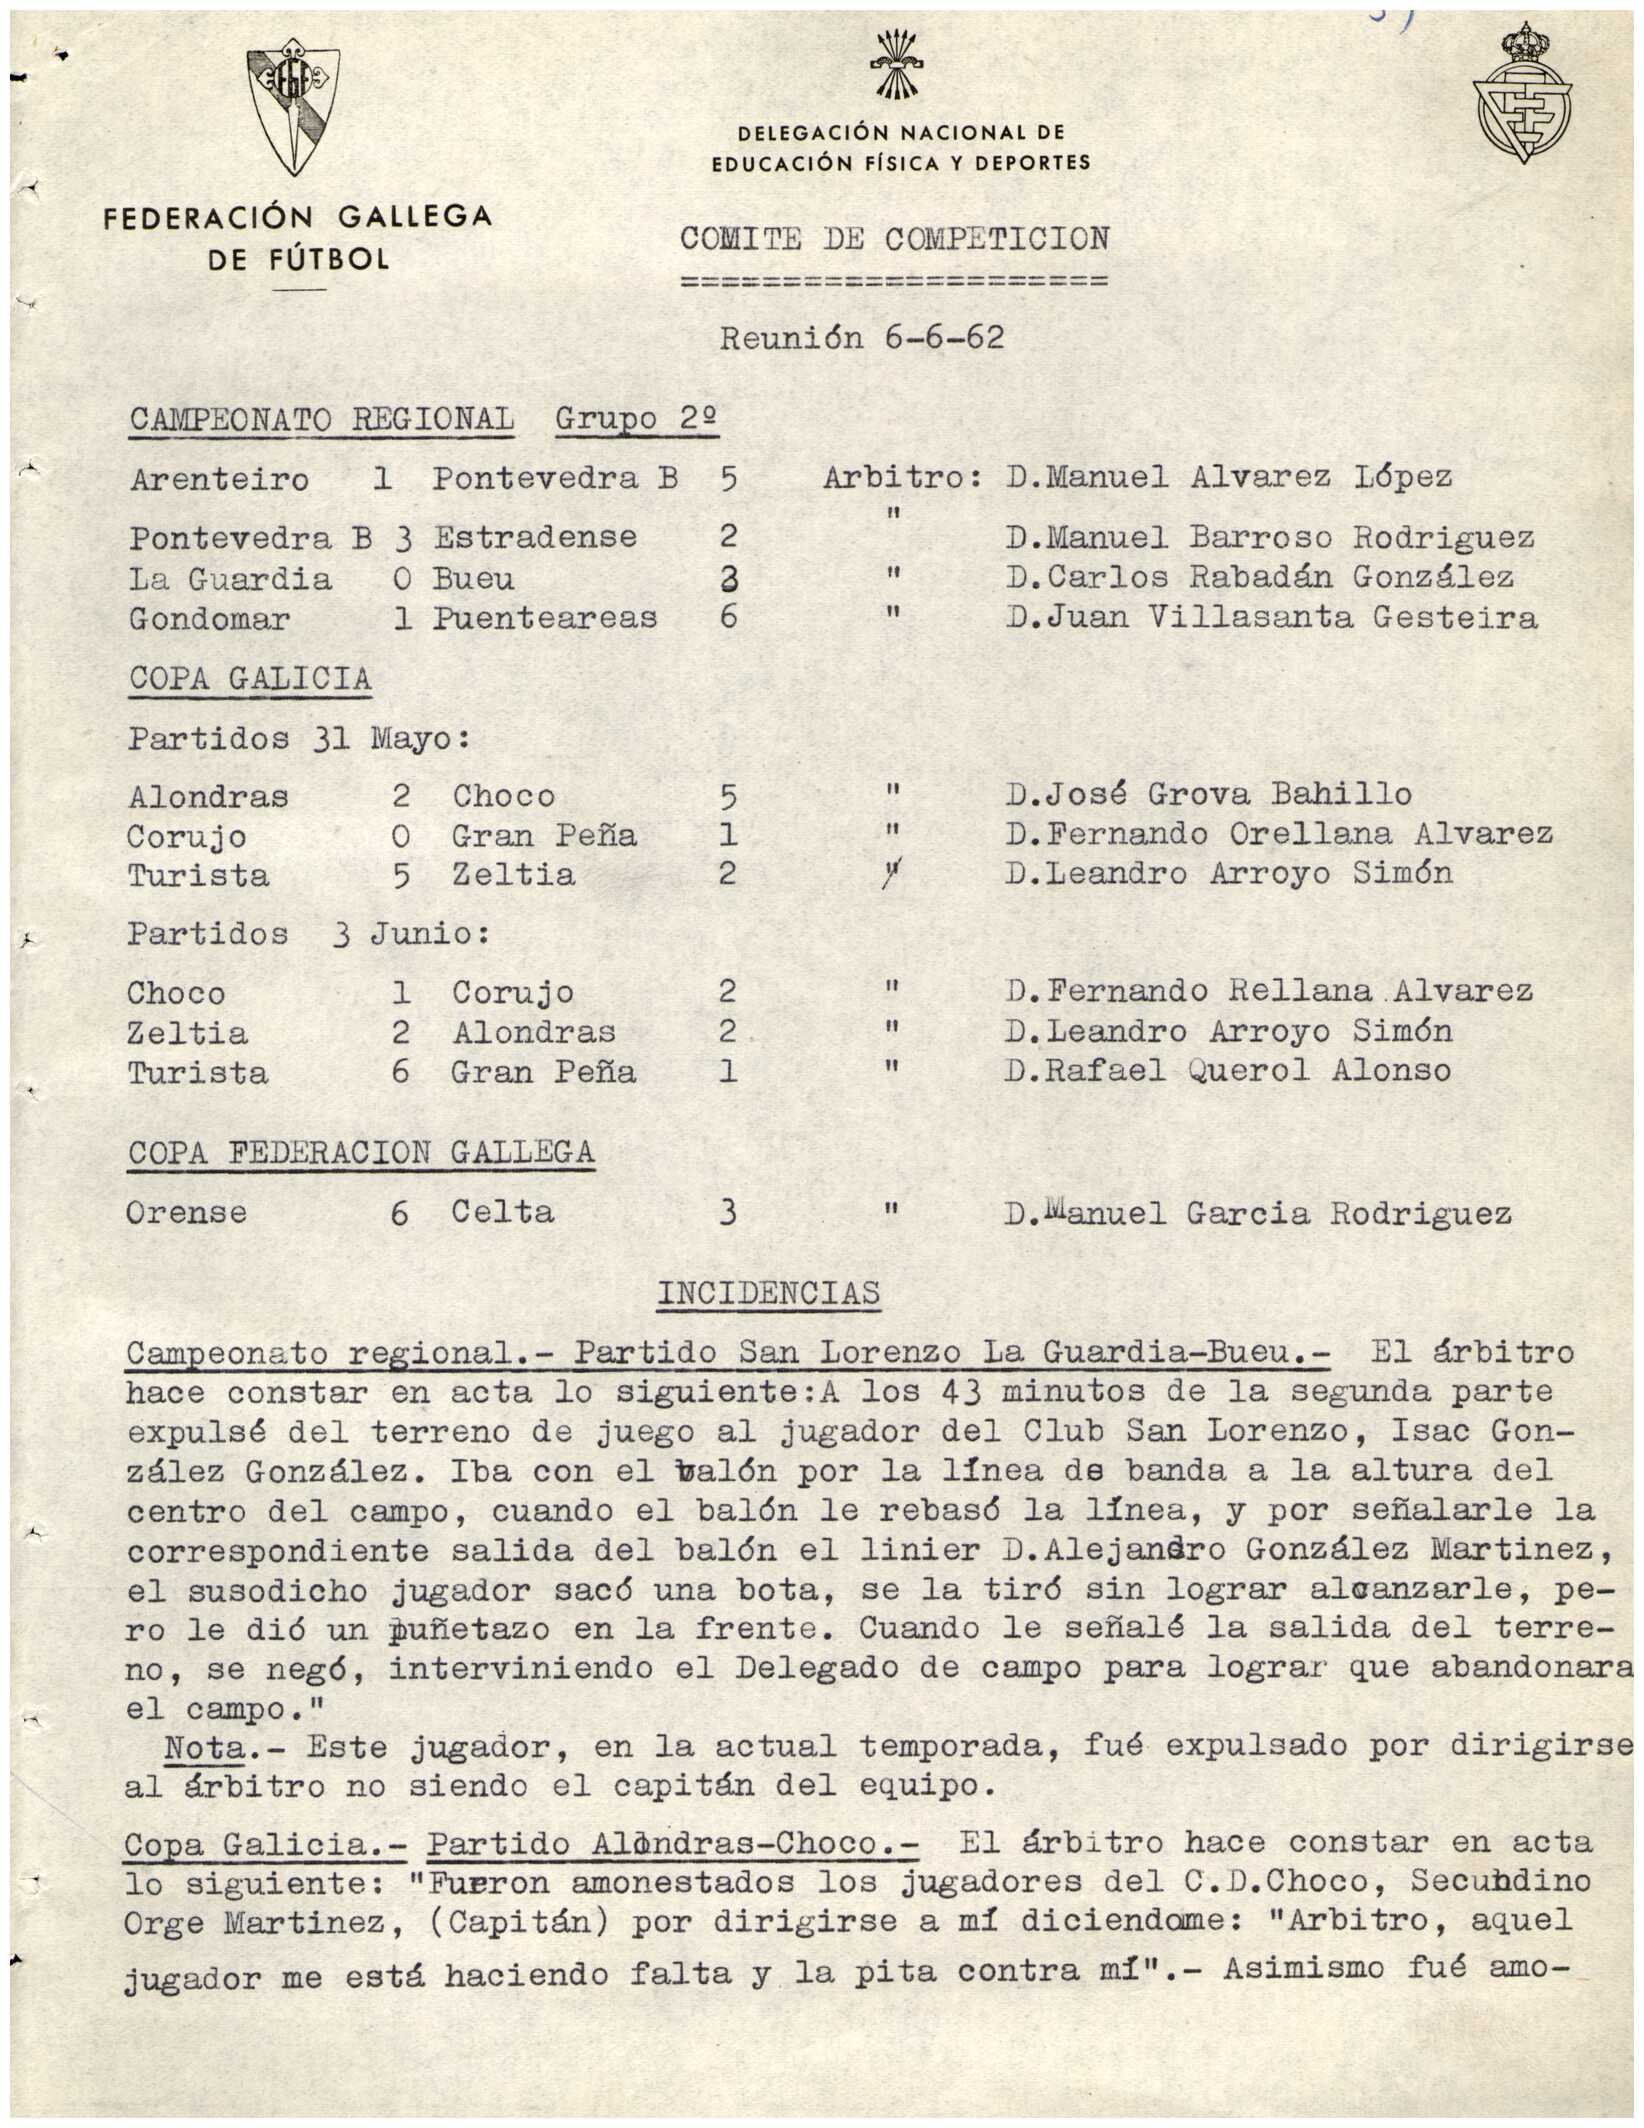 FEDERACIÓN GALLEGA
DE FÚTBOL
DELEGACIÓN NACIONAL DE
EDUCACIÓN FÍSICA Y DEPORTES
COMITE DE COMPETICION
=====================
Reunión 6-6-62
CAMPEONATO REGIONAL Grupo 2º
Arenteiro 1 Pontevedra B 5 Arbitro: D.Manuel Alvarez López
Pontevedra B 3 Estradense 2 " D.Manuel Barroso Rodriguez
La Guardia 0 Bueu " D.Carlos Rabadán González
Gondomar 1 Puenteareas 6 " D.Juan Villasanta Gesteira
COPA GALICIA
Partidos 31 Mayo:
Alondras 2 Choco 5 " D.José Grova Bahillo
Corujo 0 Gran Peña 1 " D.Fernando Orellana Alvarez
Turista 5 Zeltia 2 " D.Leandro Arroyo Simón
Partidos 3 Junio:
Choco 1 Corujo 2 " D.Fernando Rellana Alvarez
Zeltia 2 Alondras 2 " D.Leandro Arroyo Simón
Turista 6 Gran Peña 1 " D.Rafael Querol Alonso
COPA FEDERACION GALLEGA
Orense 6 Celta 3 " D.Manuel Garcia Rodriguez
INCIDENCIAS
Campeonato regional.- Partido San Lorenzo La Guardia-Bueu.- El árbitro
hace constar en acta lo siguiente:A los 43 minutos de la segunda parte
expulsé del terreno de juego al jugador del Club San Lorenzo, Isac Gon-
zález González. Iba con el balón por la línea de banda a la altura del
centro del campo, cuando el balón le rebasó la línea, y por señalarle la
correspondiente salida del balón el linier D.Alejandro González Martinez,
el susodicho jugador sacó una bota, se la tiró sin lograr alcanzarle, pe-
ro le dió un puñetazo en la frente. Cuando le señalé la salida del terre-
no, se negó, interviniendo el Delegado de campo para lograr que abandonara
el campo."
Nota.- Este jugador, en la actual temporada, fué expulsado por dirigirse
al árbitro no siendo el capitán del equipo.
Copa Galicia.- Partido Alondras-Choco.- El árbitro hace constar en acta
lo siguiente: "Fueron amonestados los jugadores del C.D.Choco, Secundino
Orge Martinez, (Capitán) por dirigirse a mí diciendome: "Arbitro, aquel
jugador me está haciendo falta y la pita contra mí".- Asimismo fué amo-